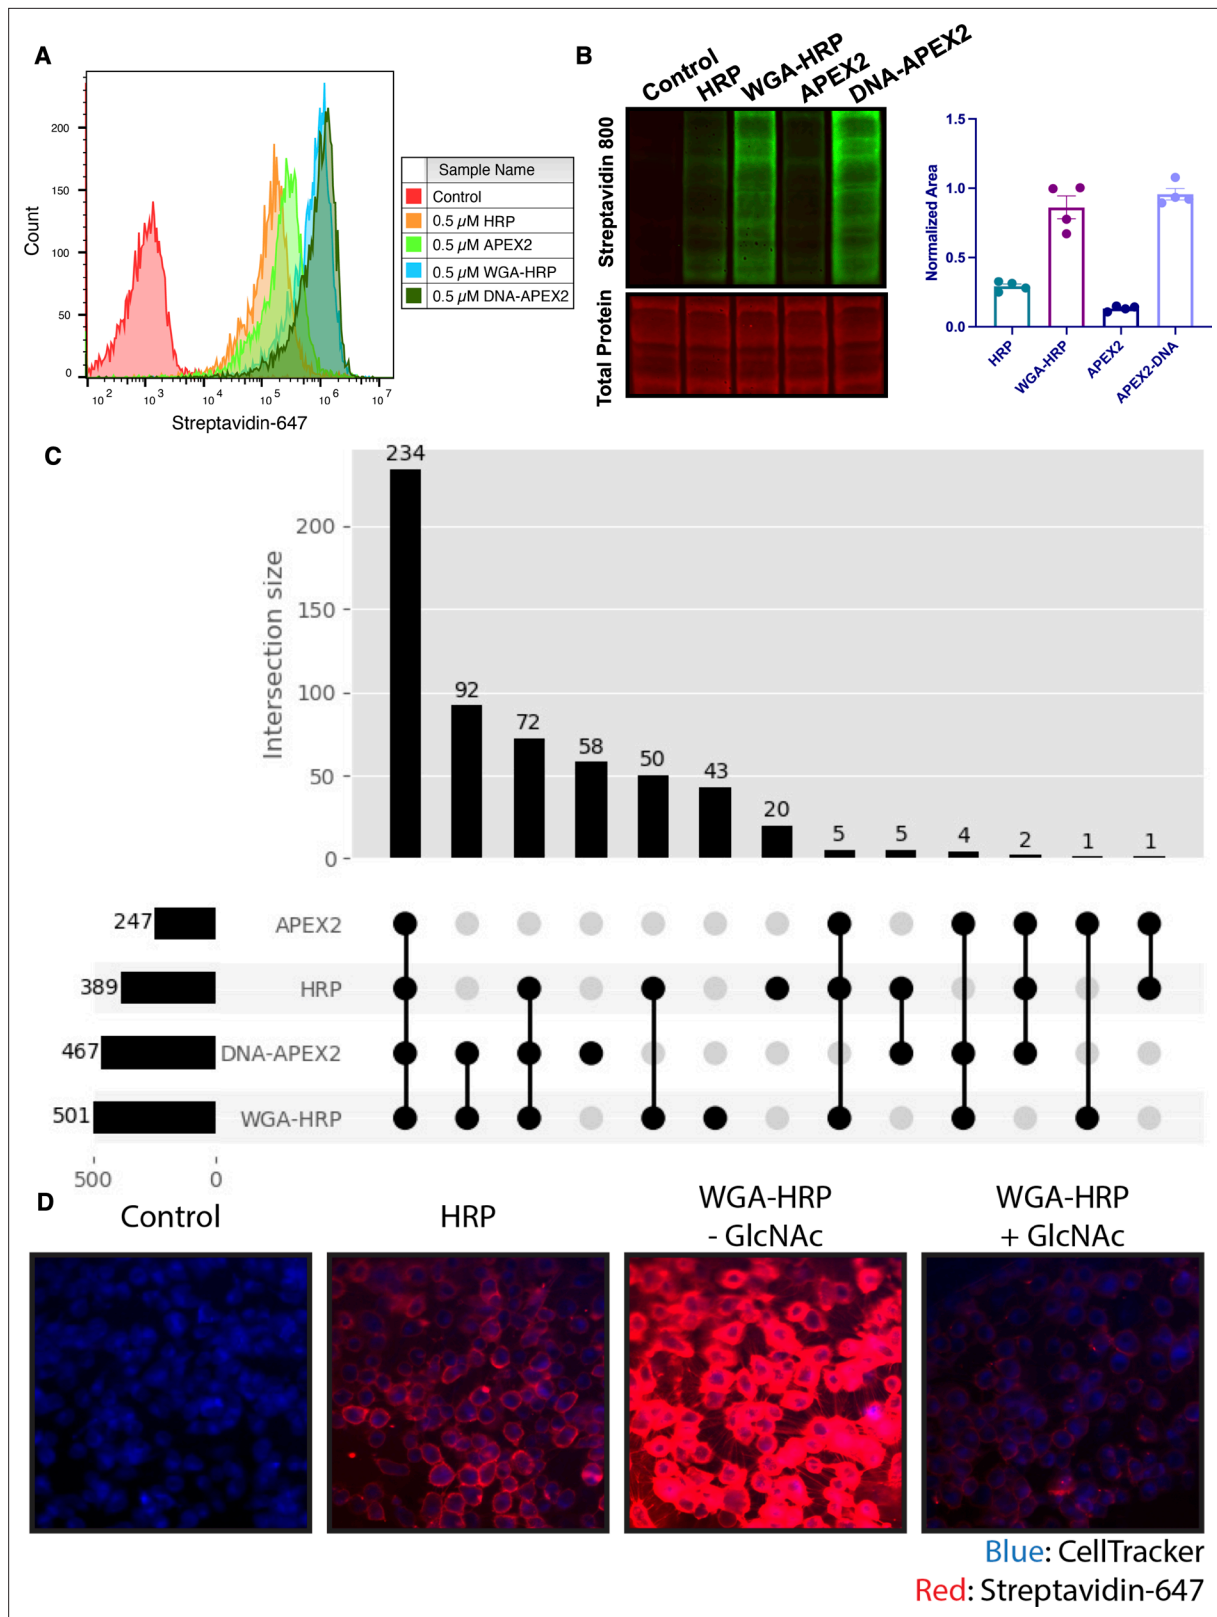 A
Count
200
150
100
50
0
10 2
10 3
10 4
10 5
10 6
10 7
Streptavidin-647
Sample Name
Control
0.5 µM HRP
0.5 µM APEX2
0.5 µM WGA-HRP
0.5 µM DNA-APEX2
B
Control
HRP
WGA-HRP
APEX2
DNA-APEX2
Streptavidin 800
Total Protein
Normalized Area
1.5
1.0
0.5
0.0
HRP
WGA-HRP
APEX2
APEX2-DNA
C
Intersection size
200
150
100
50
0
234
92
72
58
50
43
20
5
5
4
2
1
1
247
APEX2
389
HRP
467
DNA-APEX2
501
WGA-HRP
500
0
D
Control
HRP
WGA-HRP
- GlcNAc
WGA-HRP
+ GlcNAc
Blue: CellTracker
Red: Streptavidin-647